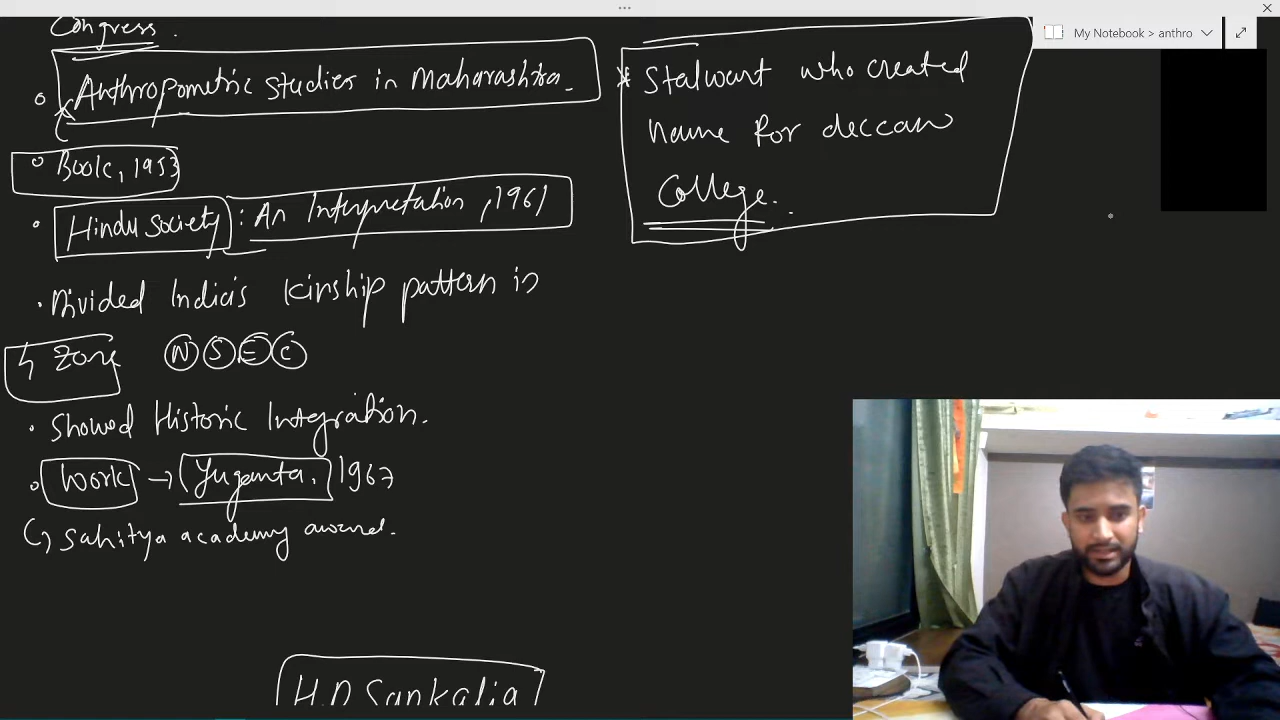 Congress.
My Notebook > anthro
Anthropometric studies in Maharashtra.
Book, 1953
Hindu Society : An Interpretation, 1961
Divided India's kinship pattern in
4 Zone N S E C
Showed Historic Integration.
Work → Yuganta, 1967
Sahitya academy award.
* Stalwart who created
name for deccan
College.
H.D Sankalia